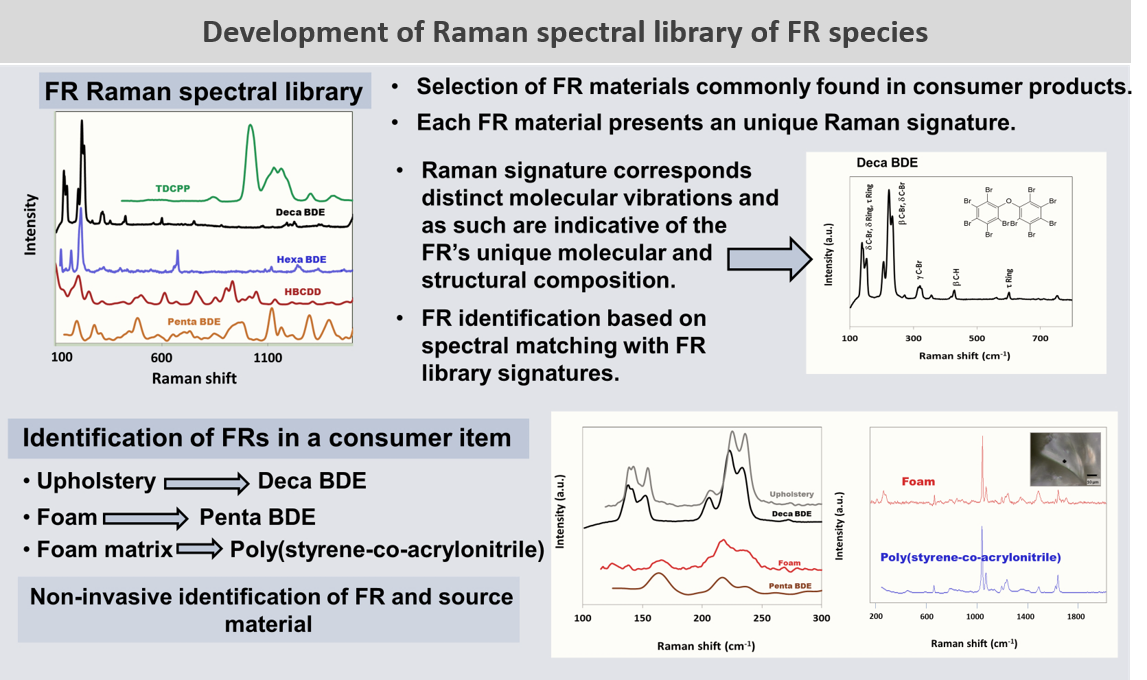 Development of Raman spectral library of FR species
FR Raman spectral library
Intensity
TDCPP
Deca BDE
Hexa BDE
HBCDD
Penta BDE
100 600 1100
Raman shift
• Selection of FR materials commonly found in consumer products.
• Each FR material presents an unique Raman signature.
• Raman signature corresponds
distinct molecular vibrations and
as such are indicative of the
FR's unique molecular and
structural composition.
• FR identification based on
spectral matching with FR
library signatures.
Deca BDE
Intensity (a.u.)
δ C-Br, δ Ring, τ Ring
β C-Br, δ C-Br
γ C-Br
β C-H
τ Ring
Br Br
Br O Br
Br BrBr Br
Br Br
100 300 500 700
Raman shift (cm-1)
Identification of FRs in a consumer item
• Upholstery Deca BDE
• Foam Penta BDE
• Foam matrix Poly(styrene-co-acrylonitrile)
Non-invasive identification of FR and source
material
Intensity (a.u.)
Upholstery
Deca BDE
Foam
Penta BDE
100 150 200 250 300
Raman shift (cm-1)
Intensity (a.u.)
Foam
Poly(styrene-co-acrylonitrile)
200 600 1000 1400 1800
Raman shift (cm-1)